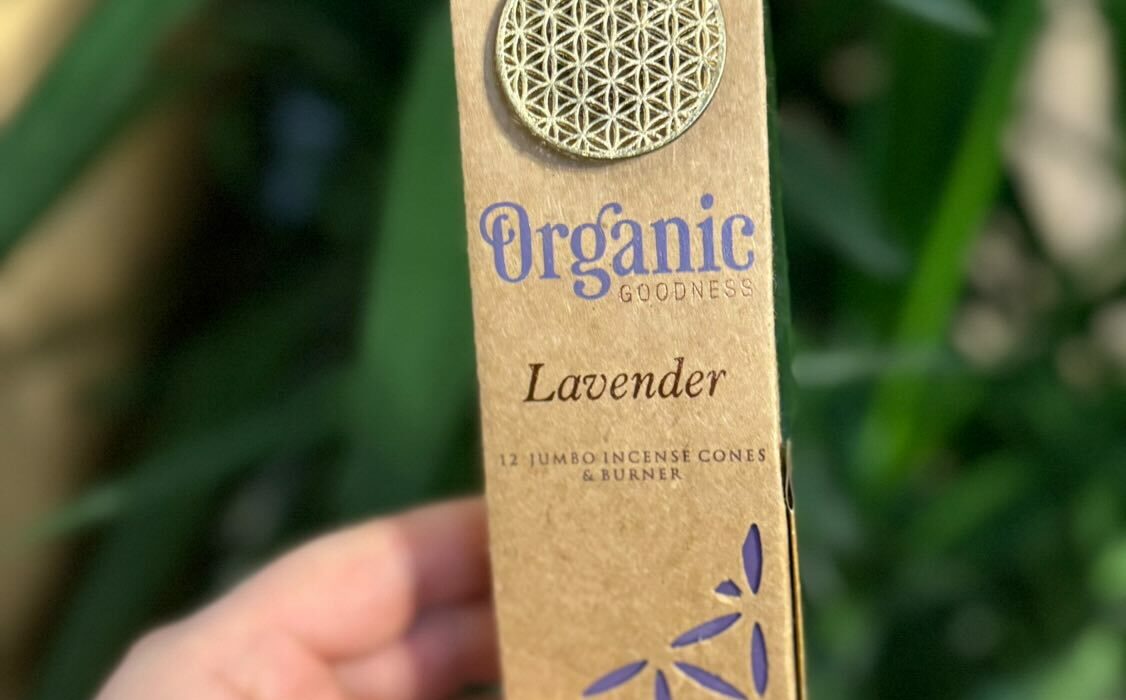 Organic
GOODNESS
Lavender
12 JUMBO INCENSE CONES
& BURNER